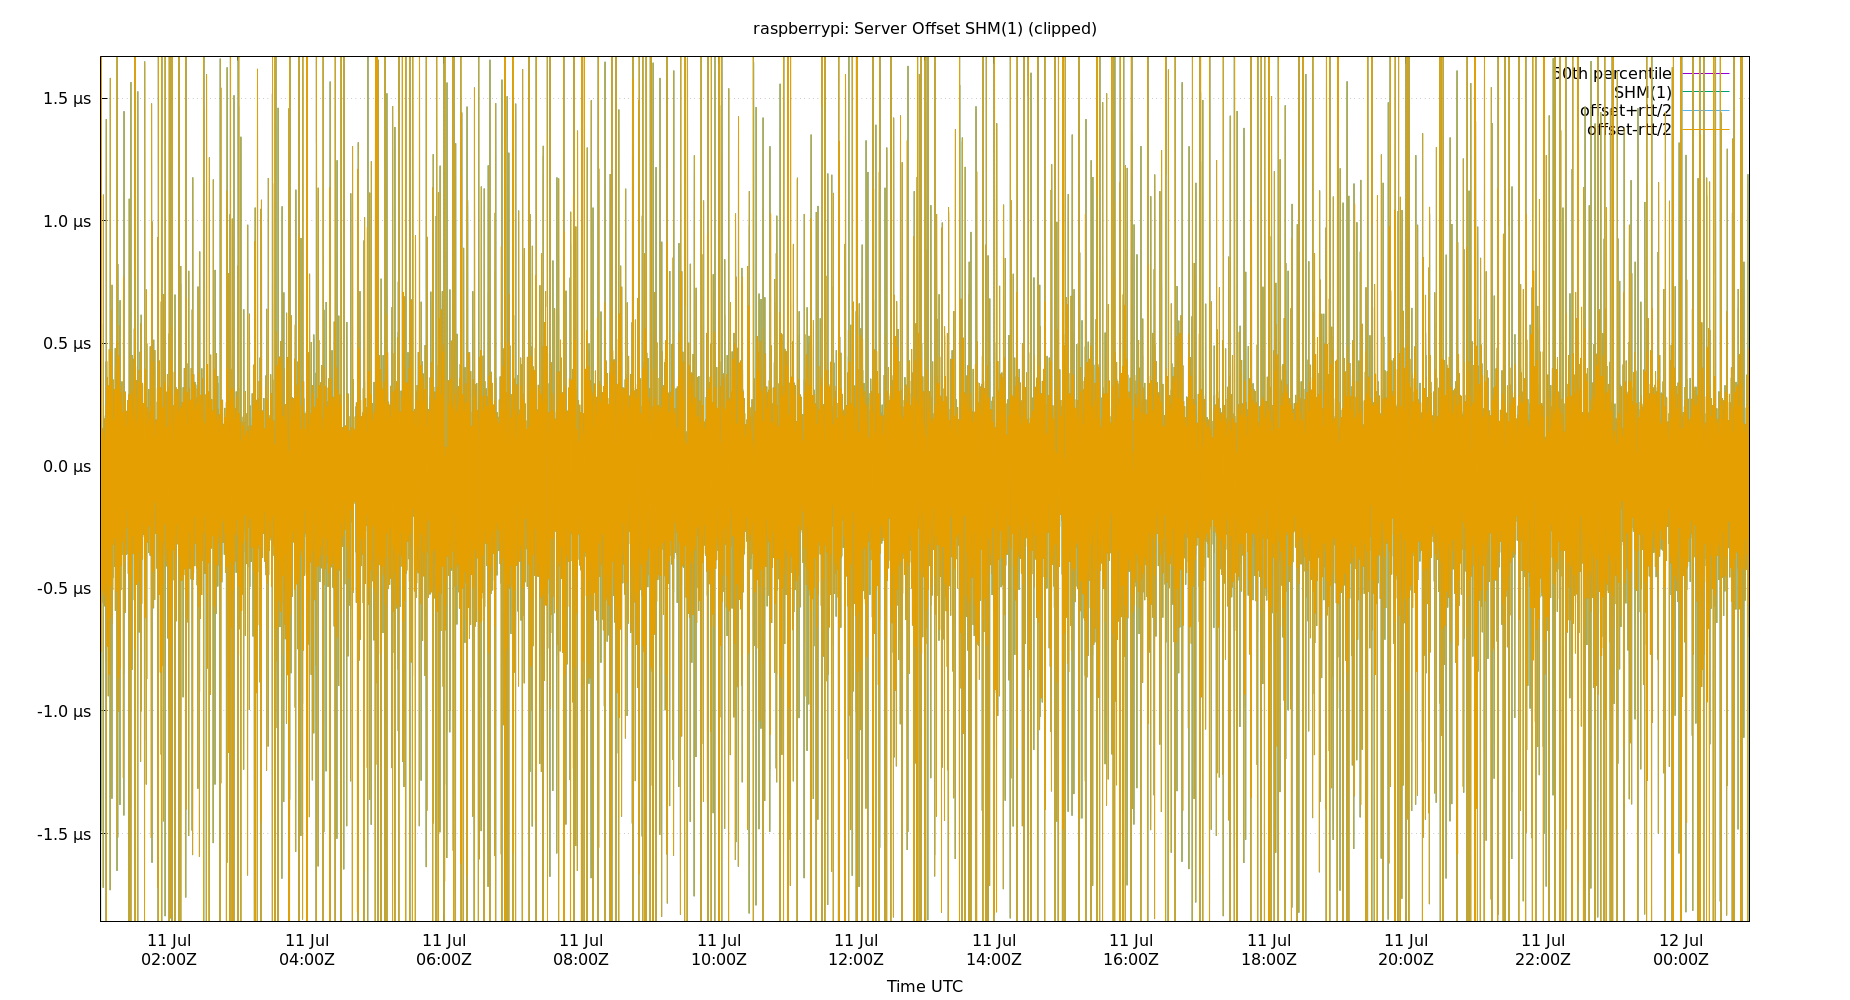 raspberrypi: Server Offset SHM(1) (clipped)
50th percentile
SHM(1)
offset+rtt/2
offset-rtt/2
1.5 µs
1.0 µs
0.5 µs
0.0 µs
-0.5 µs
-1.0 µs
-1.5 µs
11 Jul 11 Jul 11 Jul 11 Jul 11 Jul 11 Jul 11 Jul 11 Jul 11 Jul 11 Jul 11 Jul 12 Jul
02:00Z 04:00Z 06:00Z 08:00Z 10:00Z 12:00Z 14:00Z 16:00Z 18:00Z 20:00Z 22:00Z 00:00Z
Time UTC